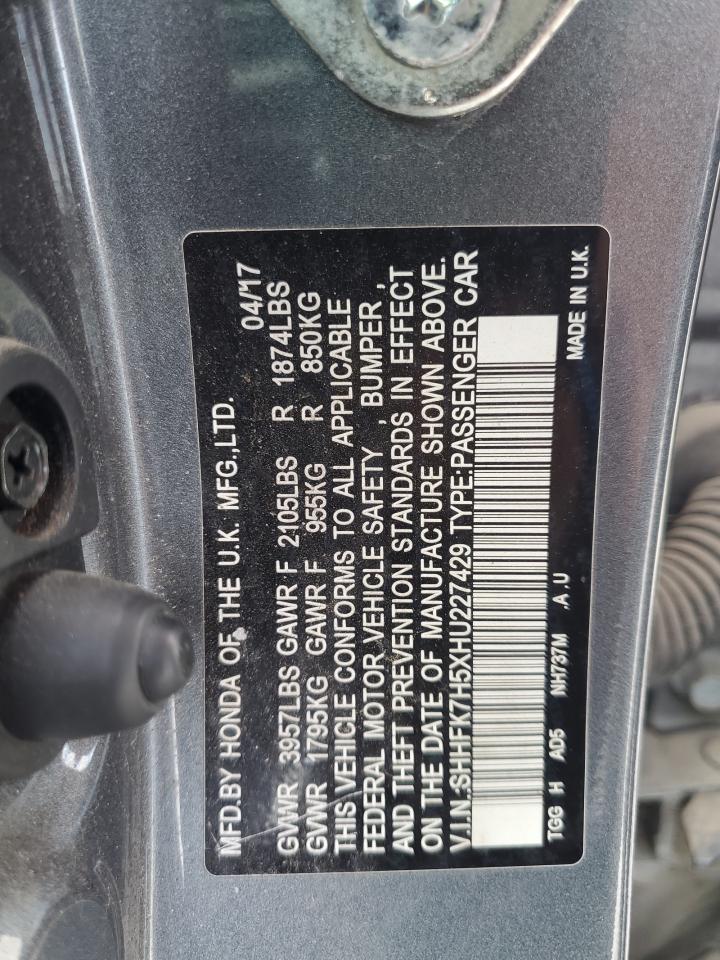 MFD.BY HONDA OF THE U.K. MFG.,LTD. 04/17
GVWR 3957LBS GAWR F 2105LBS R 1874LBS
GVWR 1795KG GAWR F 955KG R 850KG
THIS VEHICLE CONFORMS TO ALL APPLICABLE
FEDERAL MOTOR VEHICLE SAFETY , BUMPER ,
AND THEFT PREVENTION STANDARDS IN EFFECT
ON THE DATE OF MANUFACTURE SHOWN ABOVE.
V.I.N.:SHHFK7H5XHU227429 TYPE:PASSENGER CAR
TGG H AD5 NH737M .A .U MADE IN U.K.